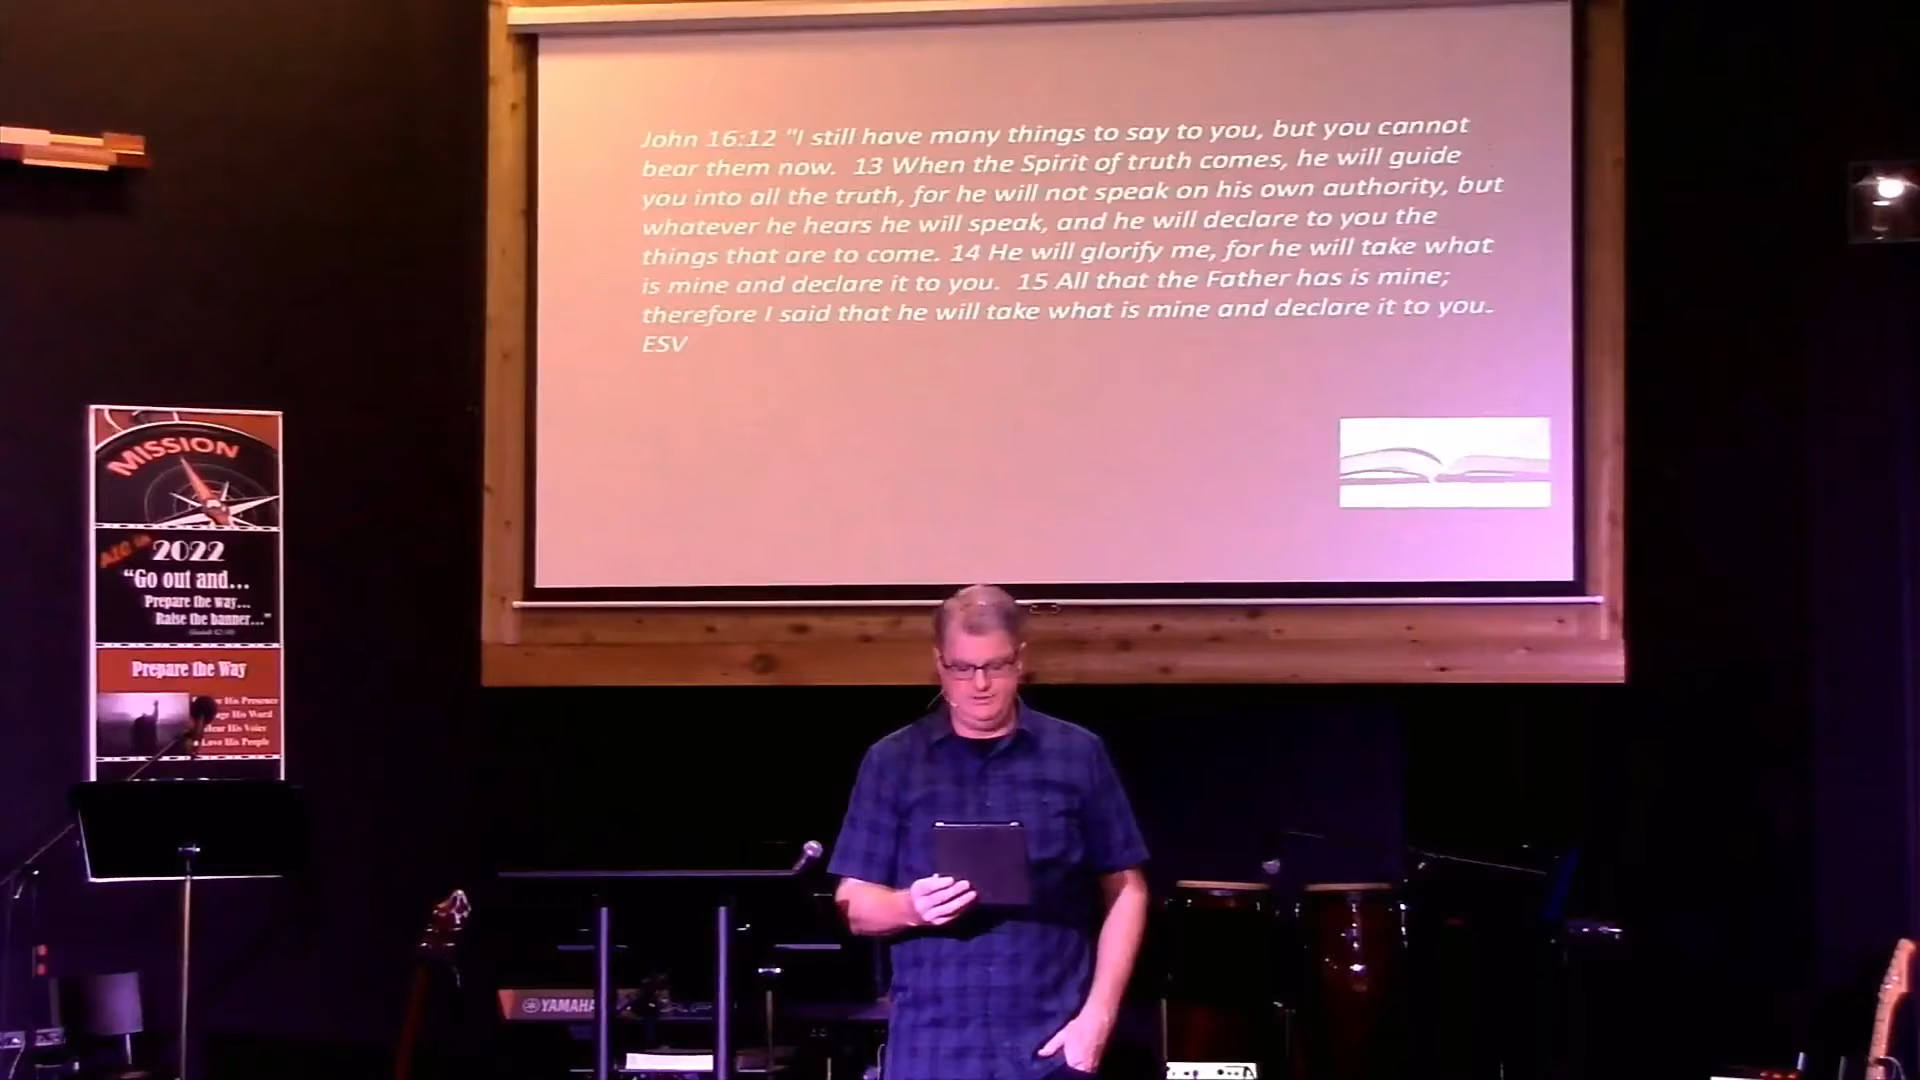 John 16:12 "I still have many things to say to you, but you cannot
bear them now. 13 When the Spirit of truth comes, he will guide
you into all the truth, for he will not speak on his own authority, but
whatever he hears he will speak, and he will declare to you the
things that are to come. 14 He will glorify me, for he will take what
is mine and declare it to you. 15 All that the Father has is mine;
therefore I said that he will take what is mine and declare it to you.
ESV
MISSION
AIC in
2022
“Go out and...
Prepare the way...
Raise the banner...”
Prepare the Way
His Presence
His Word
Hear His Voice
Love His People
YAMAHA